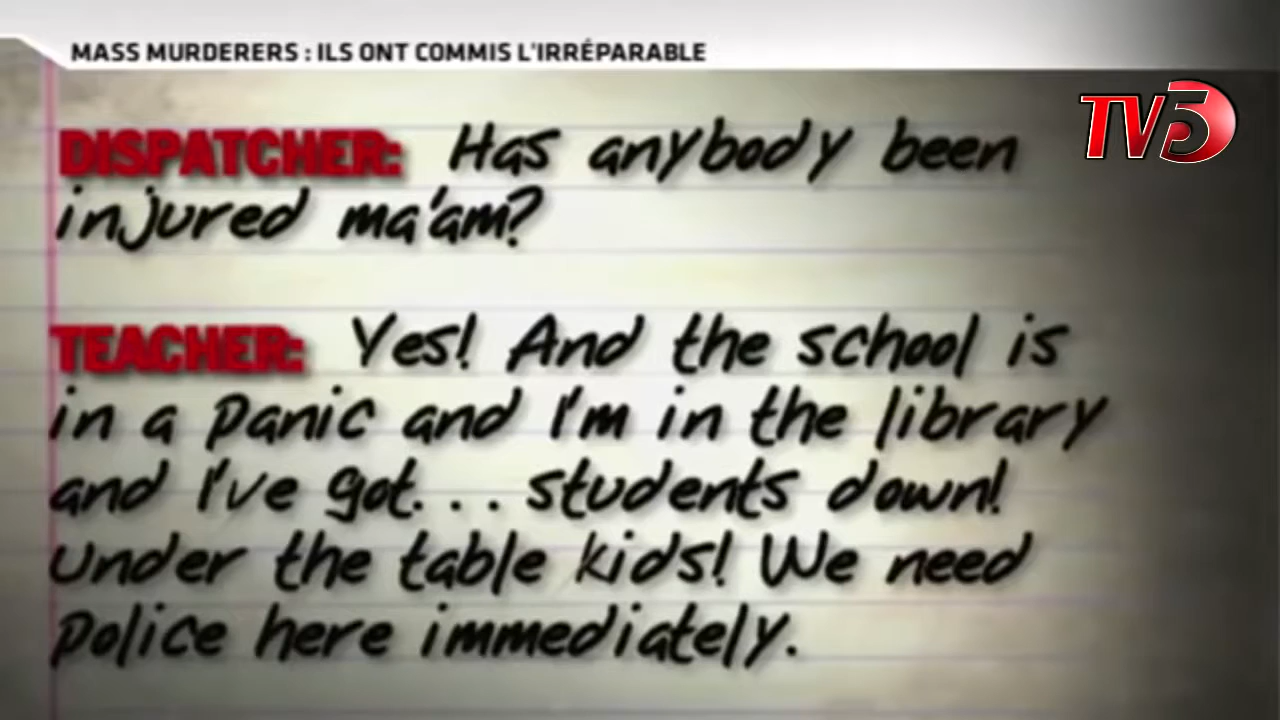 MASS MURDERERS : ILS ONT COMMIS L'IRRÉPARABLE
TV5
DISPATCHER: Has anybody been
injured ma'am?
TEACHER: Yes! And the school is
in a panic and I'm in the library
and I've got. . . students down!
Under the table kids! We need
police here immediately.